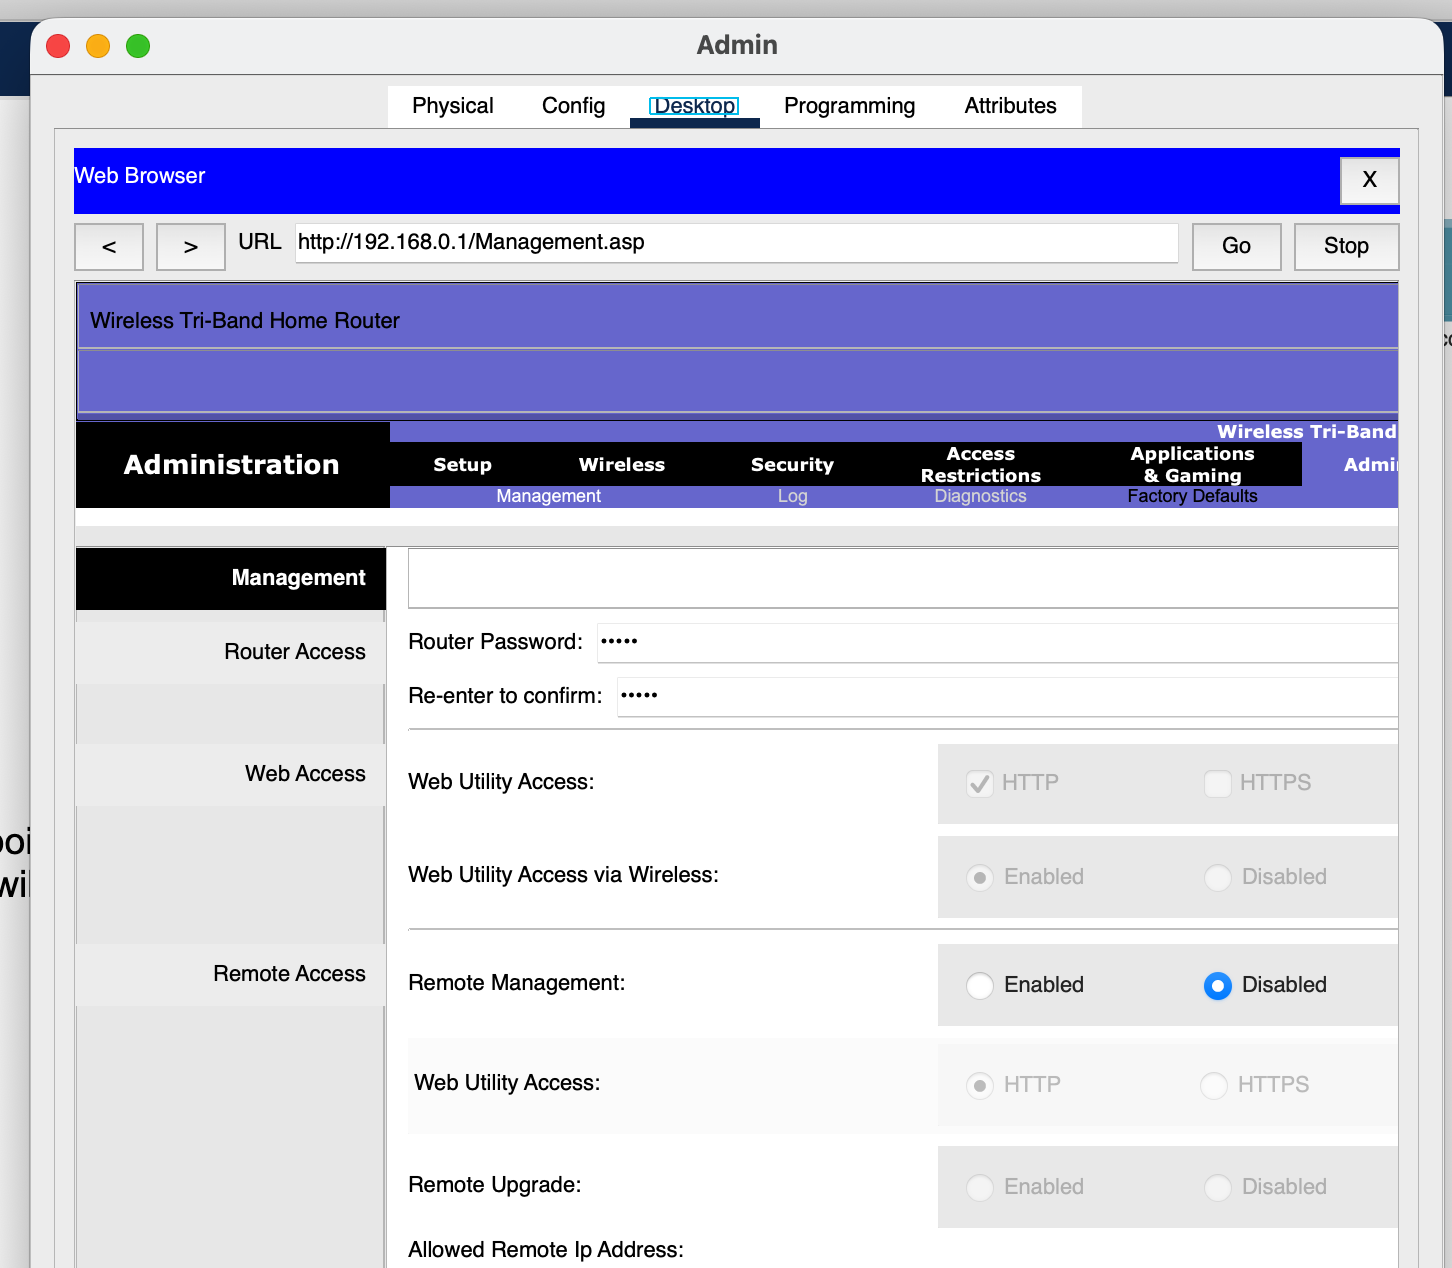 Admin
Physical Config Desktop Programming Attributes
Web Browser X
< > URL http://192.168.0.1/Management.asp Go Stop
Wireless Tri-Band Home Router
Wireless Tri-Band
Administration Setup Wireless Security Access Restrictions Applications & Gaming
Management Log Diagnostics Factory Defaults
Management
Router Access Router Password: •••••
Re-enter to confirm: •••••
Web Access Web Utility Access: HTTP HTTPS
Web Utility Access via Wireless: Enabled Disabled
Remote Access Remote Management: Enabled Disabled
Web Utility Access: HTTP HTTPS
Remote Upgrade: Enabled Disabled
Allowed Remote Ip Address: